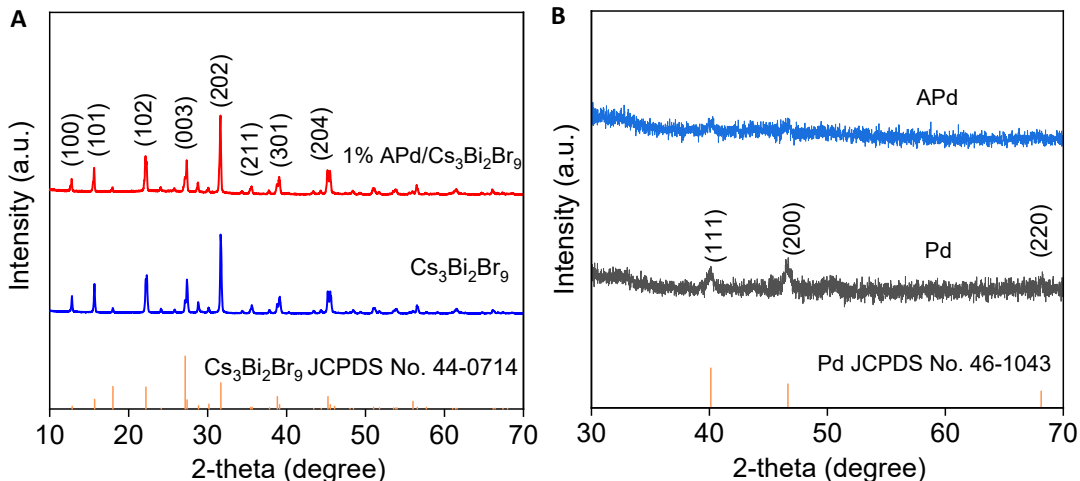 A
(100)
(101)
(102)
(003)
(202)
(211)
(301)
(204)
1% APd/Cs₃Bi₂Br₉
Cs₃Bi₂Br₉
Cs₃Bi₂Br₉ JCPDS No. 44-0714
Intensity (a.u.)
10 20 30 40 50 60 70
2-theta (degree)
B
APd
(111)
(200)
(220)
Pd
Pd JCPDS No. 46-1043
Intensity (a.u.)
30 40 50 60 70
2-theta (degree)